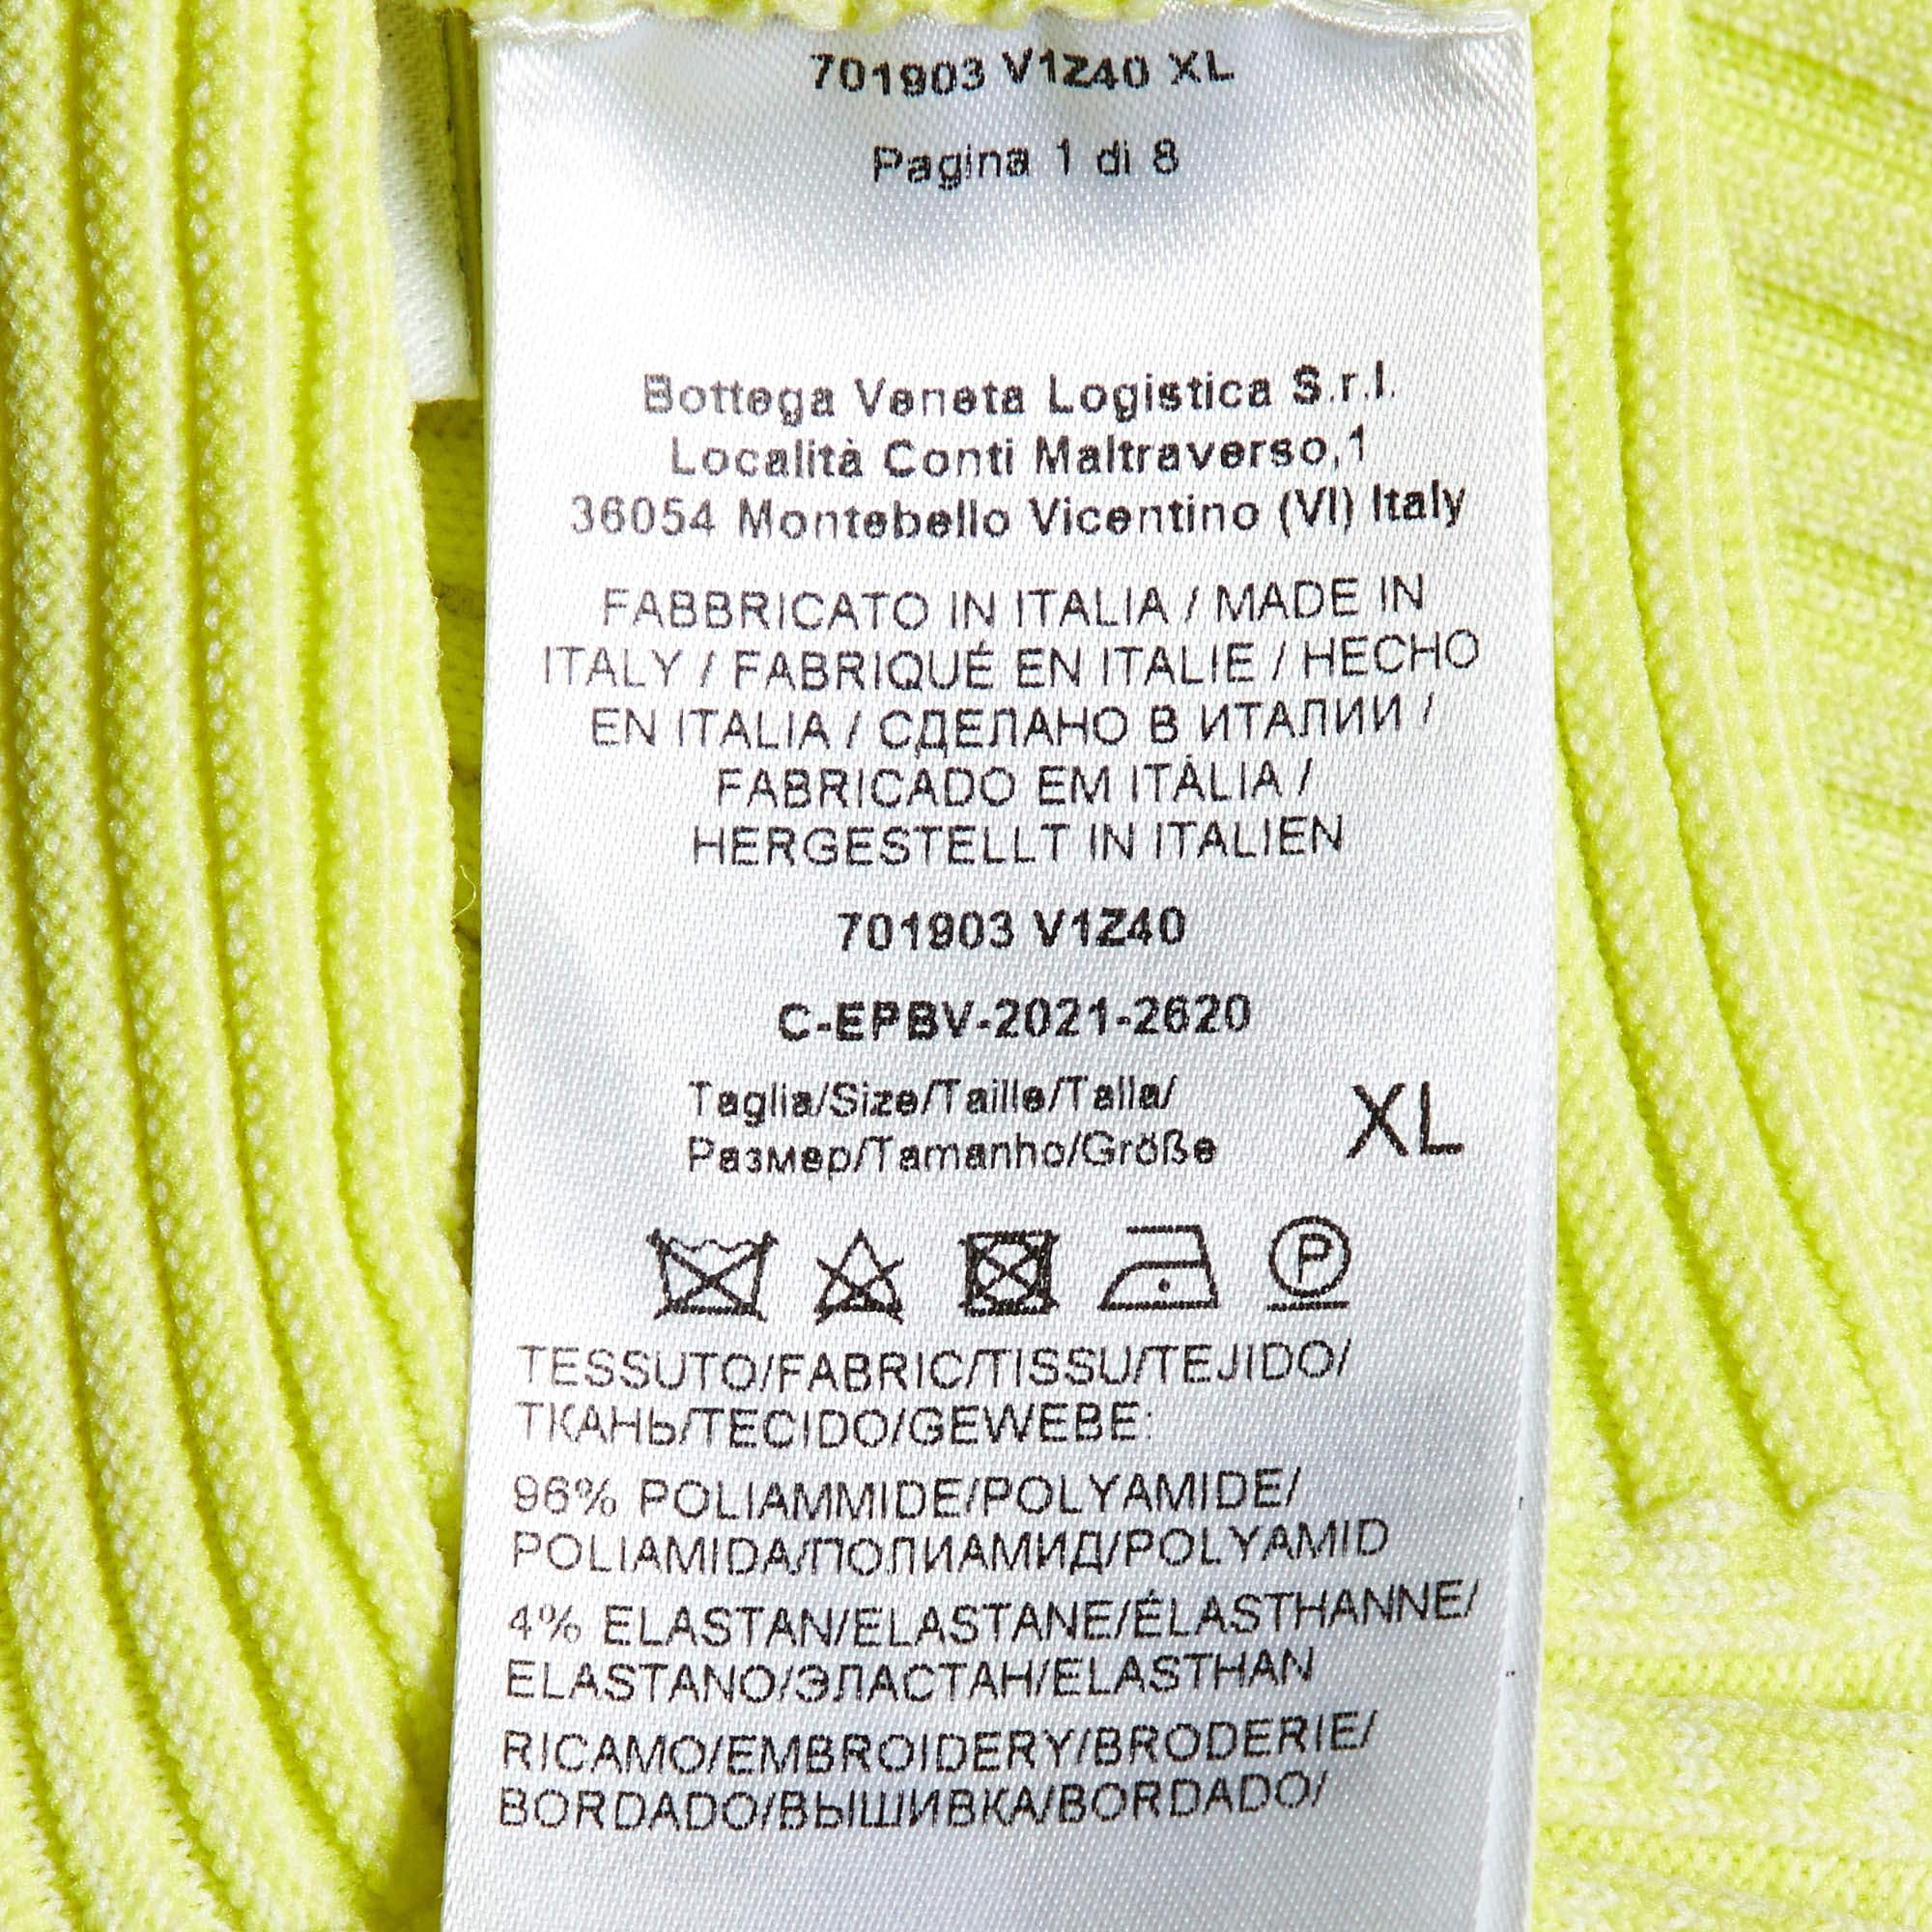 701903 V1Z40 XL
Pagina 1 di 8
Bottega Veneta Logistica S.r.l.
Località Conti Maltraverso,1
36054 Montebello Vicentino (VI) Italy
FABBRICATO IN ITALIA / MADE IN
ITALY / FABRIQUÉ EN ITALIE / HECHO
EN ITALIA / СДЕЛАНО В ИТАЛИИ /
FABRICADO EM ITÁLIA /
HERGESTELLT IN ITALIEN
701903 V1Z40
C-EPBV-2021-2620
Taglia/Size/Taille/Talla/
Размер/Tamanho/Größe
XL
P
TESSUTO/FABRIC/TISSU/TEJIDO/
ТКАНЬ/TECIDO/GEWEBE:
96% POLIAMMIDE/POLYAMIDE/
POLIAMIDA/ПОЛИАМИД/POLYAMID
4% ELASTAN/ELASTANE/ÉLASTHANNE/
ELASTANO/ЭЛАСТАН/ELASTHAN
RICAMO/EMBROIDERY/BRODERIE/
BORDADO/ВЫШИВКА/BORDADO/